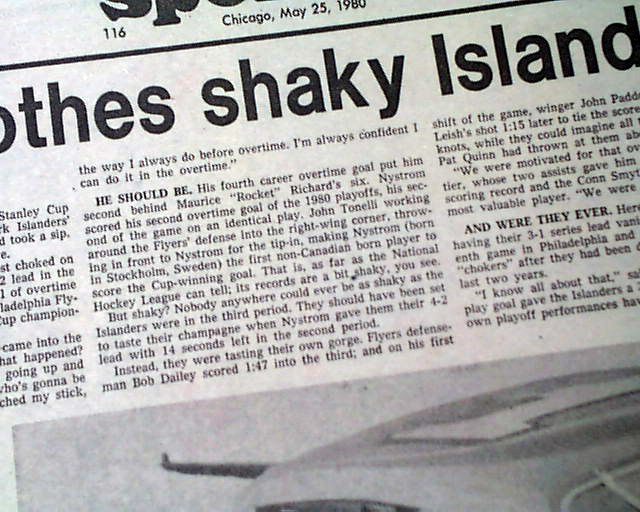 Spo
Chicago, May 25, 1980
116
othes shaky Island
Stanley Cup
rk Islanders'
d took a sip.
e.
st choked on
2 lead in the
1 of overtime
ladelphia Fly-
Cup champion-
came into the
hat happened?
going up and
who's gonna be
ched my stick,
the way I always do before overtime. I'm always confident I
can do it in the overtime."
HE SHOULD BE. His fourth career overtime goal put him
second behind Maurice "Rocket" Richard's six. Nystrom
scored his second overtime goal of the 1980 playoffs, his sec-
ond of the game on an identical play. John Tonelli working
around the Flyers' defense into the right-wing corner, throw-
ing in front to Nystrom for the tip-in, making Nystrom (born
in Stockholm, Sweden) the first non-Canadian born player to
score the Cup-winning goal. That is, as far as the National
Hockey League can tell; its records are a bit shaky, you see.
But shaky? Nobody anywhere could ever be as shaky as the
Islanders were in the third period. They should have been set
to taste their champagne when Nystrom gave them their 4-2
lead with 14 seconds left in the second period.
Instead, they were tasting their own gorge. Flyers defense-
man Bob Dailey scored 1:47 into the third; and on his first
shift of the game, winger John Padd
Leish's shot 1:15 later to tie the score
knots, while they could imagine all t
Pat Quinn had thrown at them a
"We were motivated for that ov
tier, whose two assists gave him
scoring record and the Conn Smyt
most valuable player. "We were
AND WERE THEY EVER. Here
having their 3-1 series lead van
enth game in Philadelphia and
"chokers" after they had been
last two years.
"I know all about that," sa
play goal gave the Islanders a
own playoff performances ha